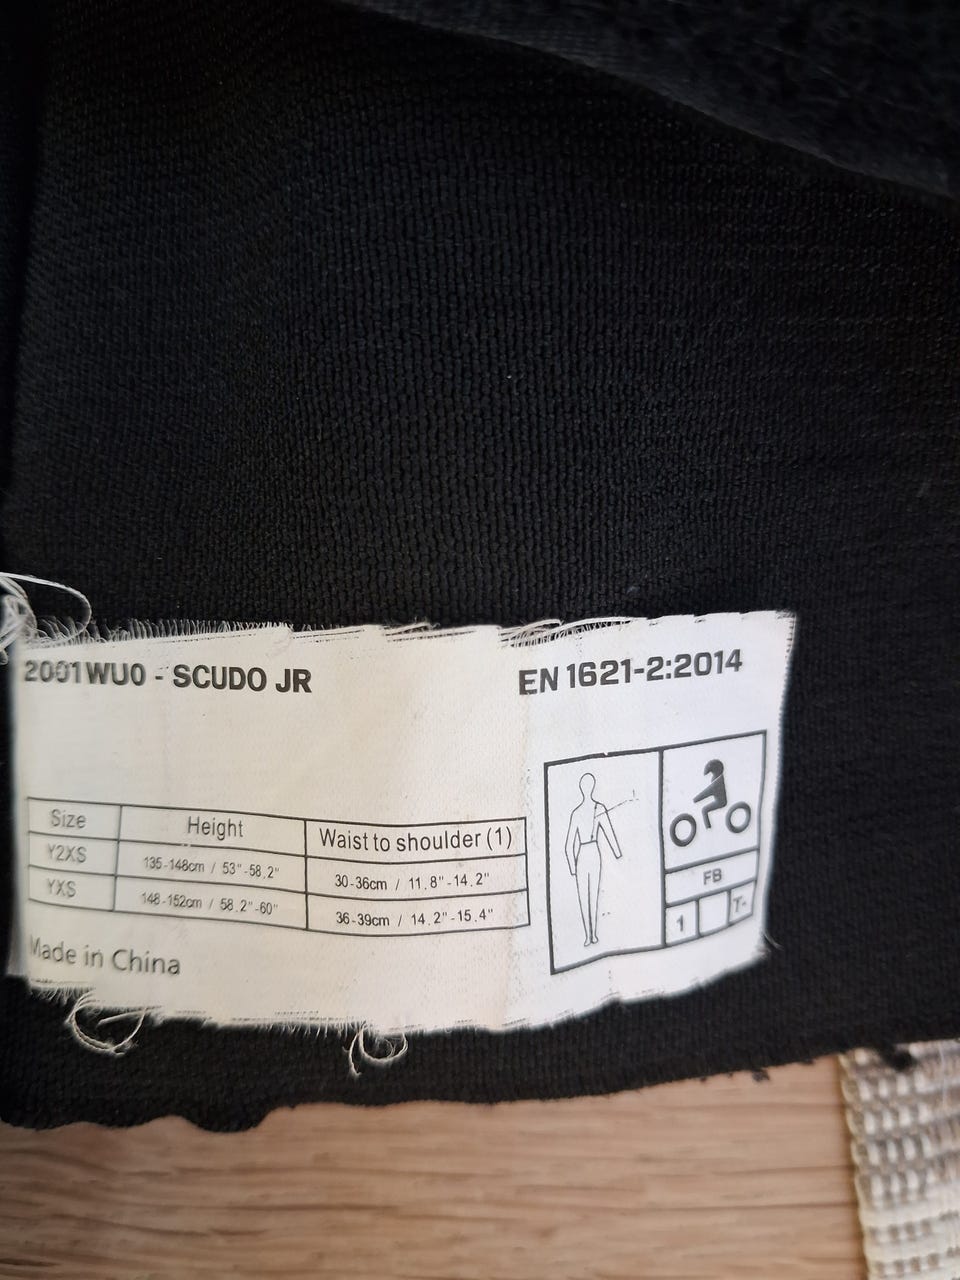 2001WU0 - SCUDO JR
EN 1621-2:2014
Size Height Waist to shoulder (1)
Y2XS 135-148cm / 53"-58.2" 30-36cm / 11.8"-14.2"
YXS 148-152cm / 58.2"-60" 36-39cm / 14.2"-15.4"
Made in China
1
FB
1 T-